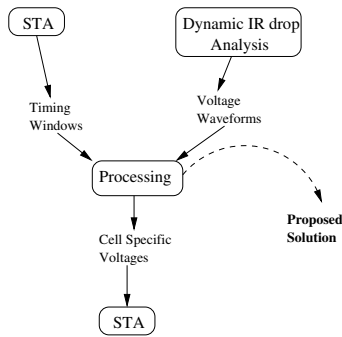 STA
Dynamic IR drop
Analysis
Timing
Windows
Voltage
Waveforms
Processing
Proposed
Solution
Cell Specific
Voltages
STA